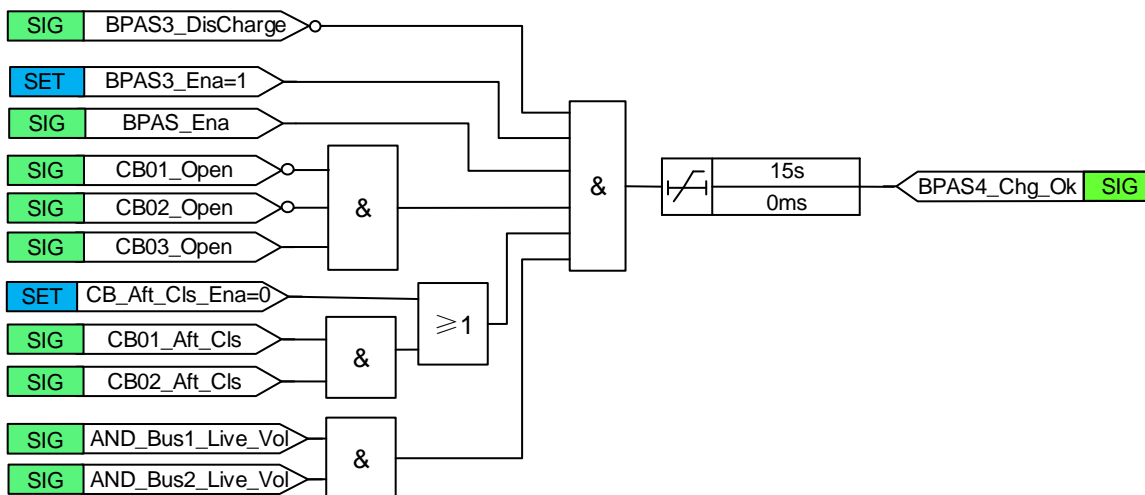 SIG BPAS3_DisCharge
SET BPAS3_Ena=1
SIG BPAS_Ena
SIG CB01_Open
SIG CB02_Open
SIG CB03_Open
&
&
15s
0ms
BPAS4_Chg_Ok SIG
SET CB_Aft_Cls_Ena=0
SIG CB01_Aft_Cls
SIG CB02_Aft_Cls
&
≥1
SIG AND_Bus1_Live_Vol
SIG AND_Bus2_Live_Vol
&